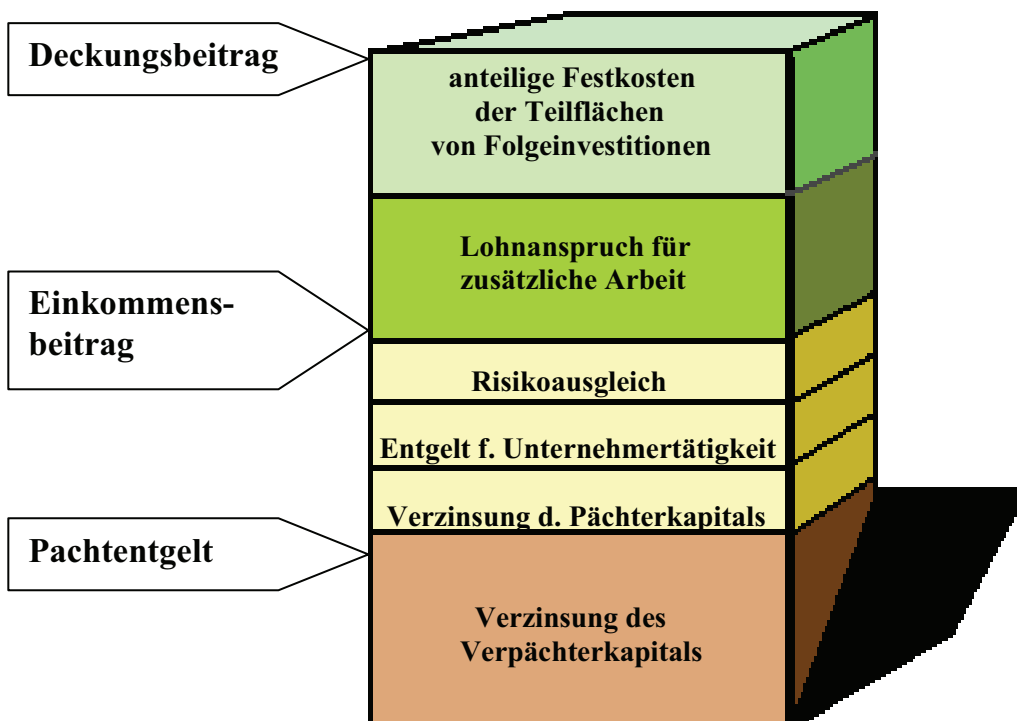 Deckungsbeitrag
anteilige Festkosten
der Teilflächen
von Folgeinvestitionen
Lohnanspruch für
zusätzliche Arbeit
Einkommens-
beitrag
Risikoausgleich
Entgelt f. Unternehmertätigkeit
Verzinsung d. Pächterkapitals
Pachtentgelt
Verzinsung des
Verpächterkapitals